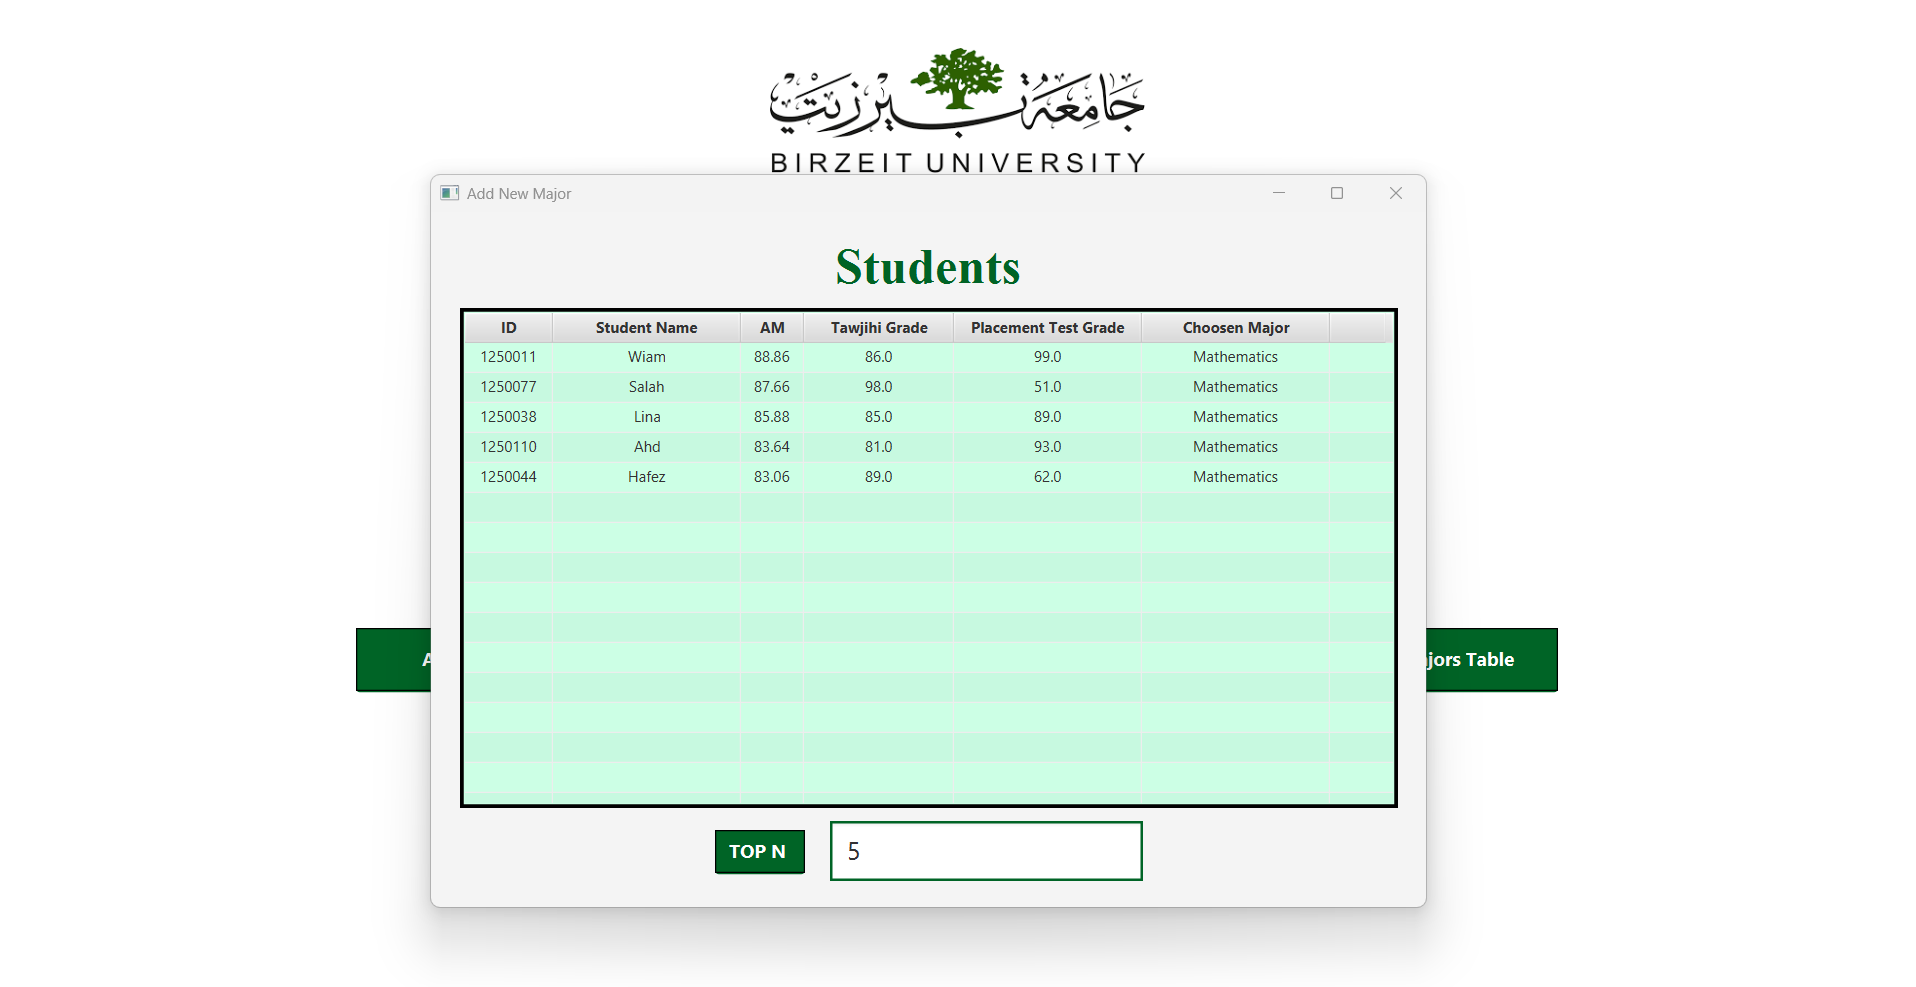 جامعة بيرزيت
BIRZEIT UNIVERSITY
Add New Major
Students
ID Student Name AM Tawjihi Grade Placement Test Grade Choosen Major
1250011 Wiam 88.86 86.0 99.0 Mathematics
1250077 Salah 87.66 98.0 51.0 Mathematics
1250038 Lina 85.88 85.0 89.0 Mathematics
1250110 Ahd 83.64 81.0 93.0 Mathematics
1250044 Hafez 83.06 89.0 62.0 Mathematics
A jors Table
TOP N 5